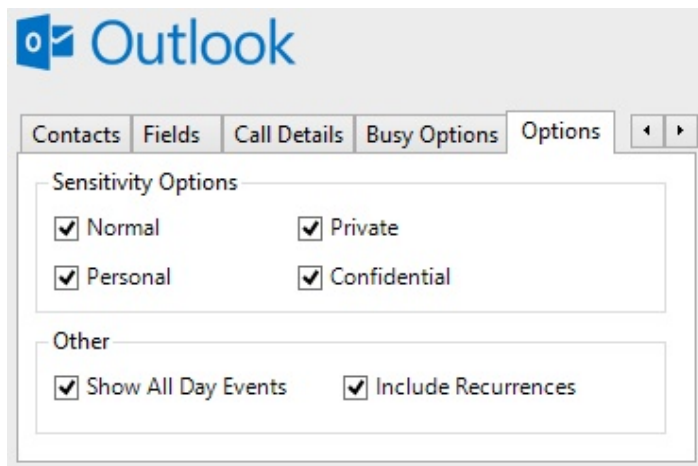 Outlook
Contacts Fields Call Details Busy Options Options
Sensitivity Options
Normal Private
Personal Confidential
Other
Show All Day Events Include Recurrences